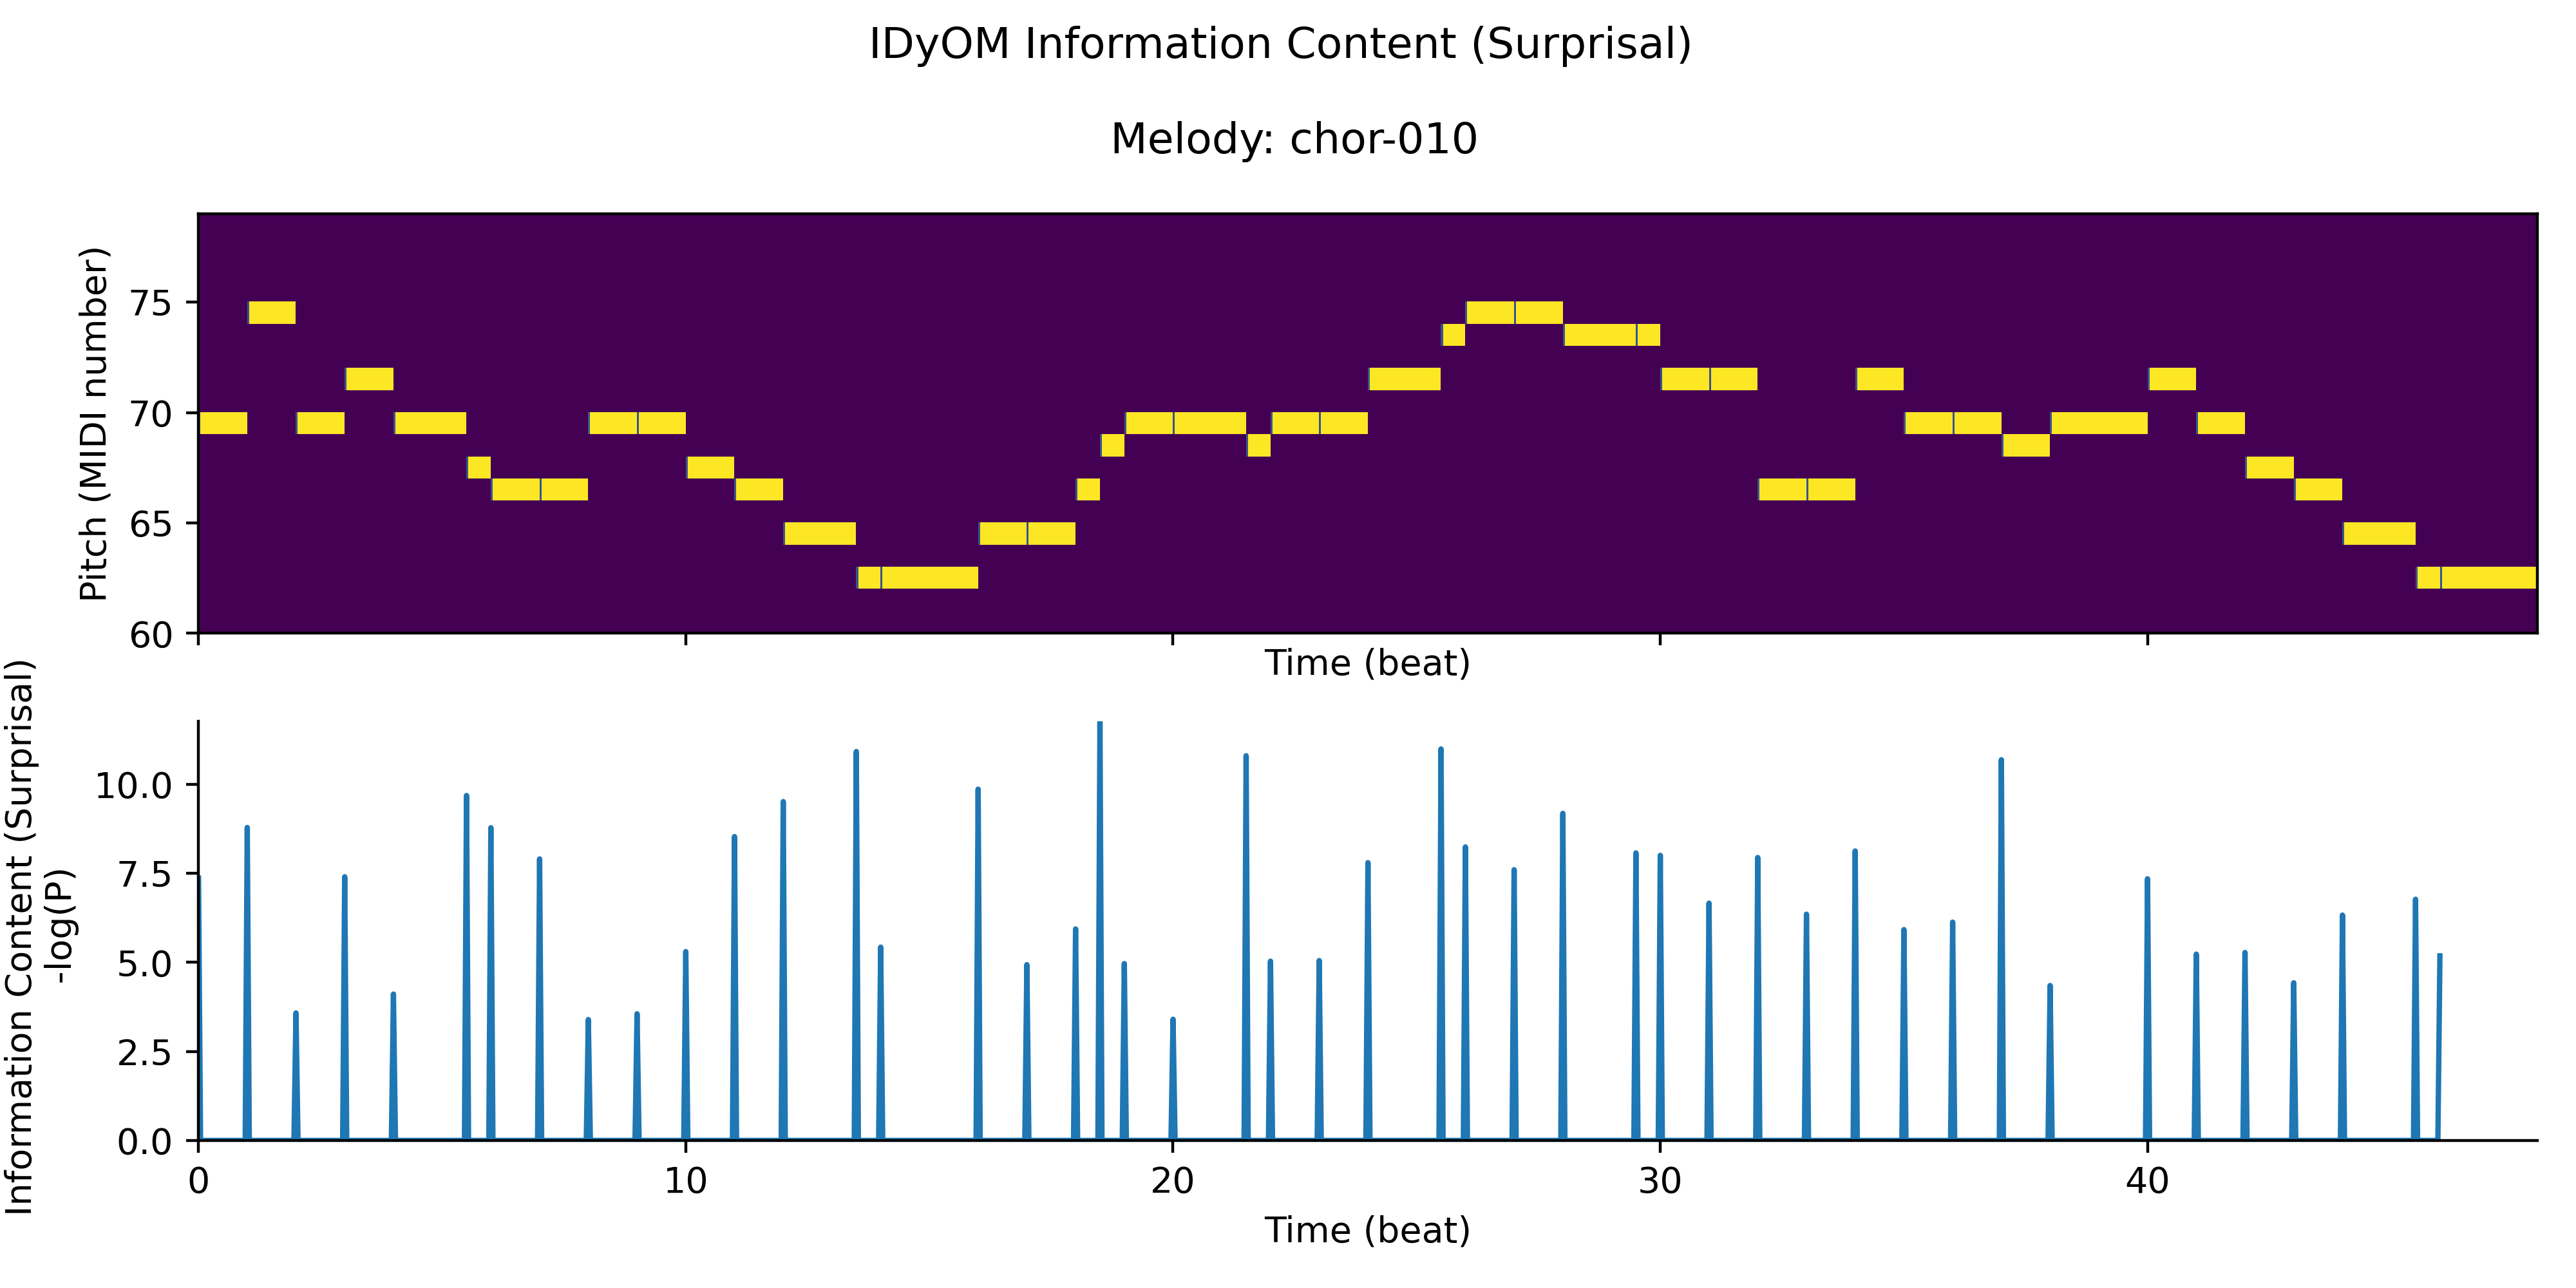 IDyOM Information Content (Surprisal)
Melody: chor-010
Pitch (MIDI number)
75
70
65
60
Time (beat)
Information Content (Surprisal)
-log(P)
10.0
7.5
5.0
2.5
0.0
0 10 20 30 40
Time (beat)